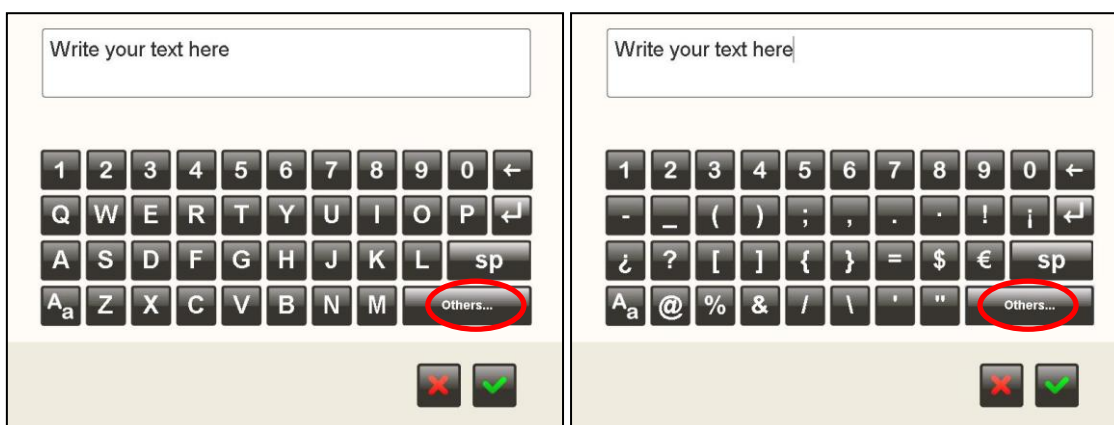 Write your text here
1 2 3 4 5 6 7 8 9 0 ←
Q W E R T Y U I O P ↵
A S D F G H J K L sp
Aa Z X C V B N M Others...
Write your text here
1 2 3 4 5 6 7 8 9 0 ←
- _ ( ) ; , . · ! ¡ ↵
¿ ? [ ] { } = $ € sp
Aa @ % & / \ ' " Others...